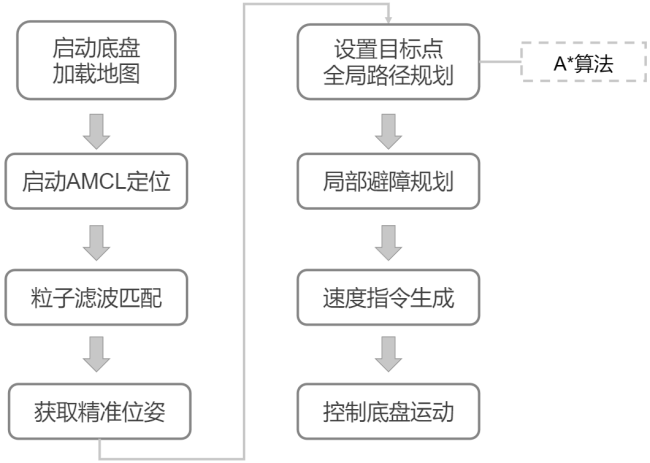 启动底盘
加载地图
启动AMCL定位
粒子滤波匹配
获取精准位姿
设置目标点
全局路径规划
A*算法
局部避障规划
速度指令生成
控制底盘运动